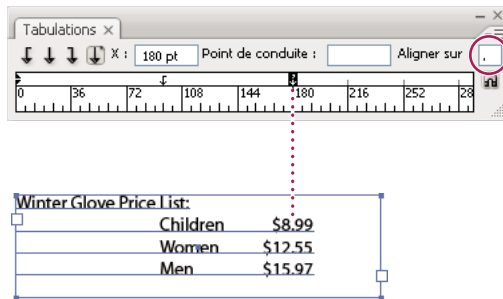 Tabulations ×
X : 180 pt Point de conduite : Aligner sur .
0 36 72 108 144 180 216 252 28
Winter Glove Price List:
Children $8.99
Women $12.55
Men $15.97